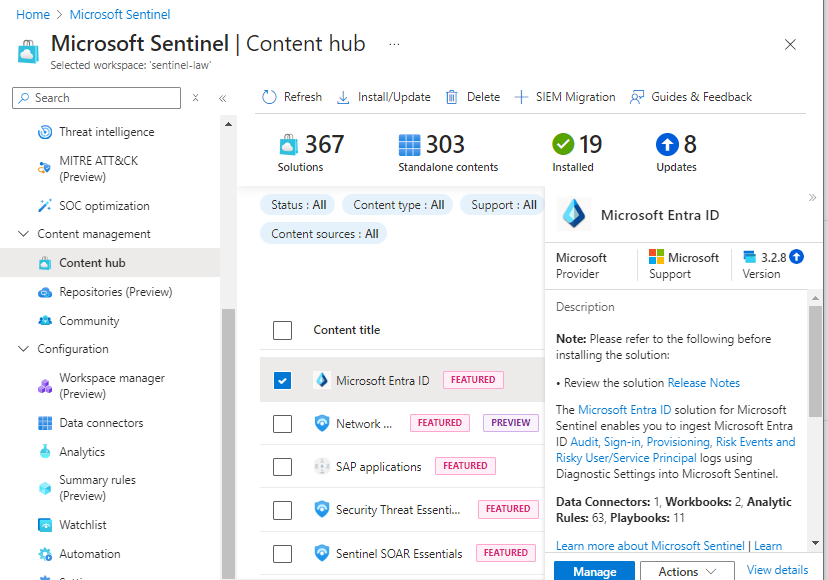 Home > Microsoft Sentinel
Microsoft Sentinel | Content hub ...
Selected workspace: 'sentinel-law'
Search
Refresh Install/Update Delete SIEM Migration Guides & Feedback
Threat intelligence
MITRE ATT&CK
(Preview)
SOC optimization
Content management
Content hub
Repositories (Preview)
Community
Configuration
Workspace manager
(Preview)
Data connectors
Analytics
Summary rules
(Preview)
Watchlist
Automation
367
Solutions
303
Standalone contents
19
Installed
8
Updates
Status : All Content type : All Support : All
Content sources : All
Content title
Microsoft Entra ID FEATURED
Network ... FEATURED PREVIEW
SAP applications FEATURED
Security Threat Essenti... FEATURED
Sentinel SOAR Essentials FEATURED
Microsoft Entra ID
Microsoft
Provider
Microsoft
Support
3.2.8
Version
Description
Note: Please refer to the following before
installing the solution:
• Review the solution Release Notes
The Microsoft Entra ID solution for Microsoft
Sentinel enables you to ingest Microsoft Entra
ID Audit, Sign-in, Provisioning, Risk Events and
Risky User/Service Principal logs using
Diagnostic Settings into Microsoft Sentinel.
Data Connectors: 1, Workbooks: 2, Analytic
Rules: 63, Playbooks: 11
Learn more about Microsoft Sentinel | Learn
Manage Actions View details